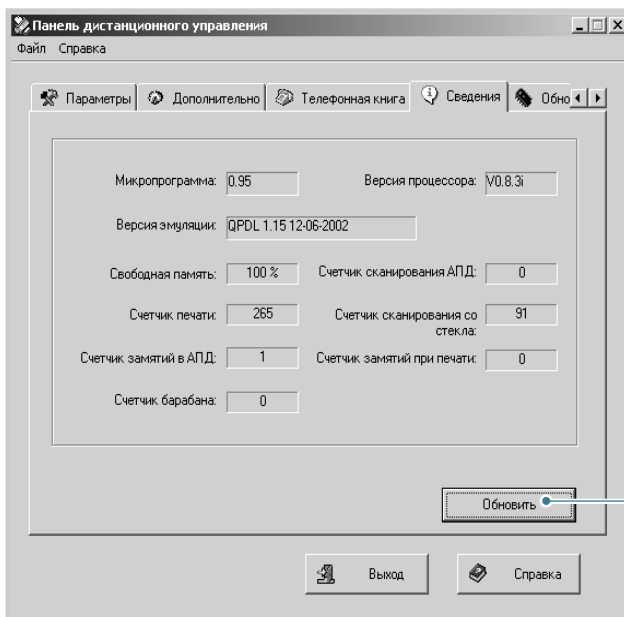 Панель дистанционного управления
Файл Справка
Параметры Дополнительно Телефонная книга Сведения Обно
Микропрограмма: 0.95 Версия процессора: V0.8.3i
Версия эмуляции: QPDL 1.15 12-06-2002
Свободная память: 100 % Счетчик сканирования АПД: 0
Счетчик печати: 265 Счетчик сканирования со стекла: 91
Счетчик замятий в АПД: 1 Счетчик замятий при печати: 0
Счетчик барабана: 0
Обновить
Выход Справка